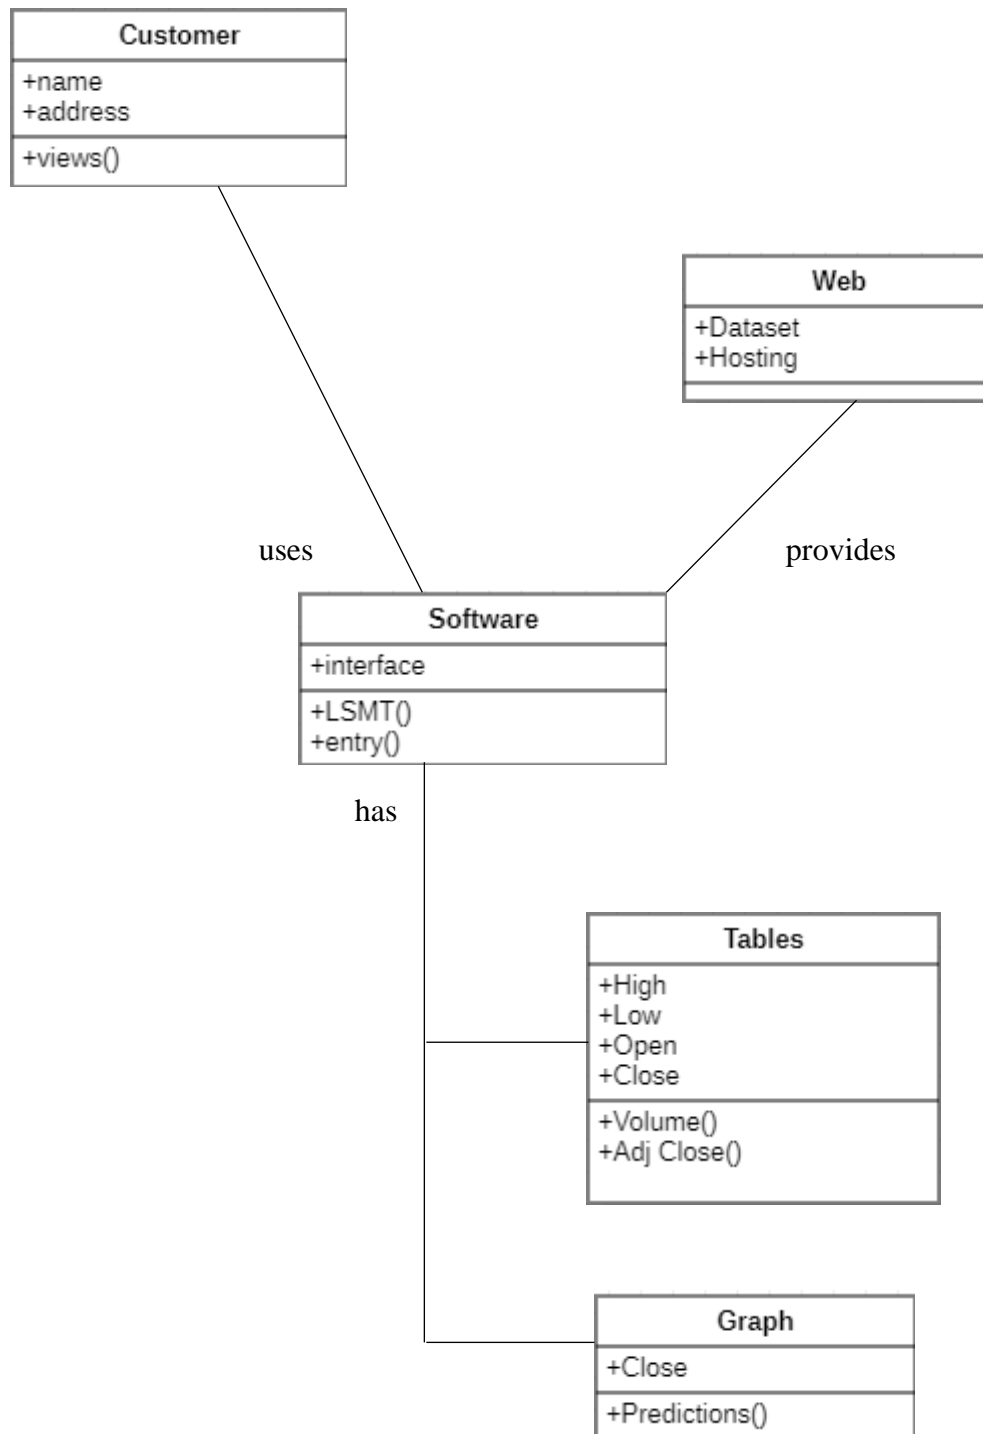 Customer
+name
+address
+views()
Web
+Dataset
+Hosting
uses
provides
Software
+interface
+LSMT()
+entry()
has
Tables
+High
+Low
+Open
+Close
+Volume()
+Adj Close()
Graph
+Close
+Predictions()